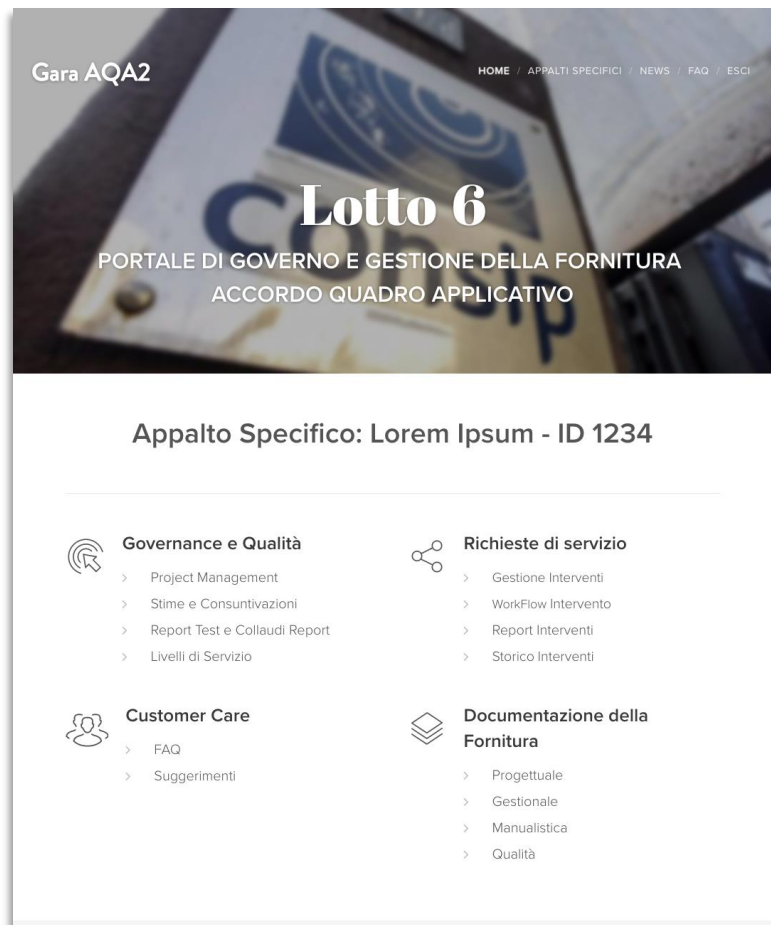 Gara AQA2
HOME / APPALTI SPECIFICI / NEWS / FAQ / ESCI
consip
Lotto 6
PORTALE DI GOVERNO E GESTIONE DELLA FORNITURA
ACCORDO QUADRO APPLICATIVO
Appalto Specifico: Lorem Ipsum - ID 1234
Governance e Qualità
Project Management
Stime e Consuntivazioni
Report Test e Collaudi Report
Livelli di Servizio
Richieste di servizio
Gestione Interventi
WorkFlow Intervento
Report Interventi
Storico Interventi
Customer Care
FAQ
Suggerimenti
Documentazione della
Fornitura
Progettuale
Gestionale
Manualistica
Qualità